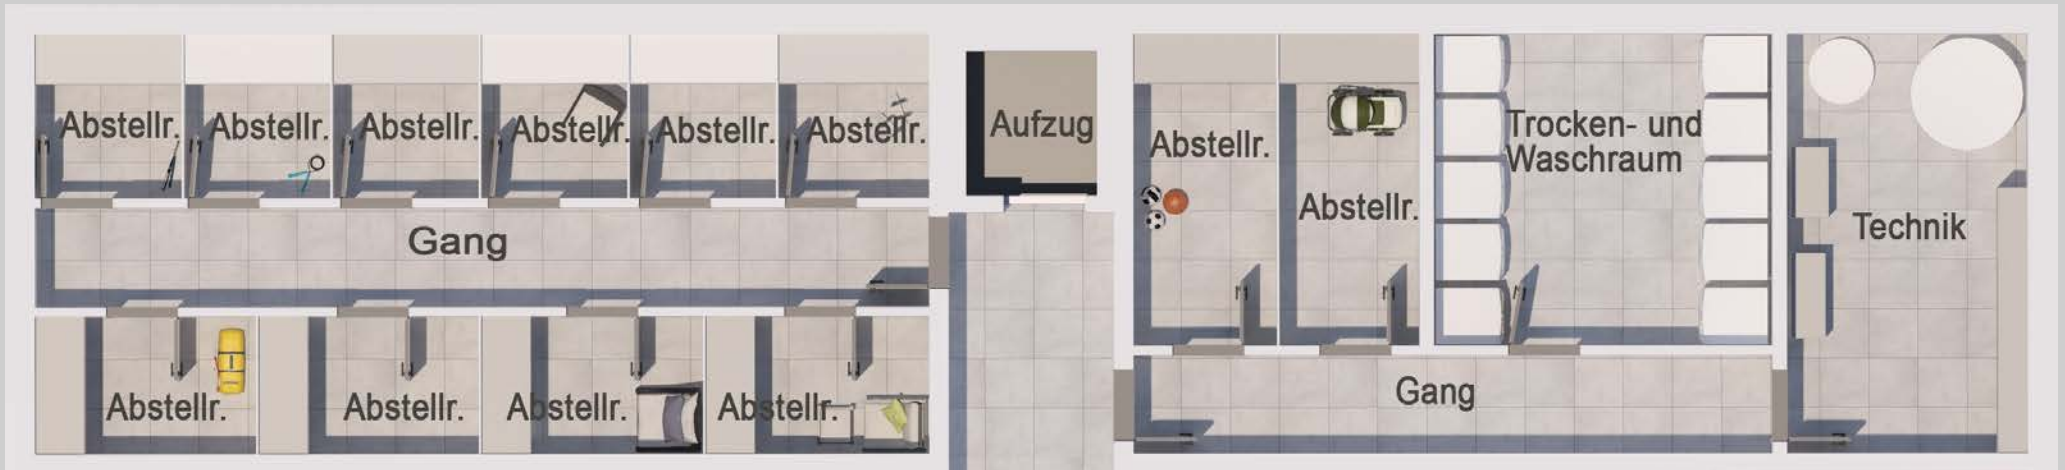 Abstellr.
Abstellr.
Abstellr.
Abstellr.
Abstellr.
Abstellr.
Aufzug
Abstellr.
Abstellr.
Trocken- und
Waschraum
Technik
Gang
Abstellr.
Abstellr.
Abstellr.
Abstellr.
Gang